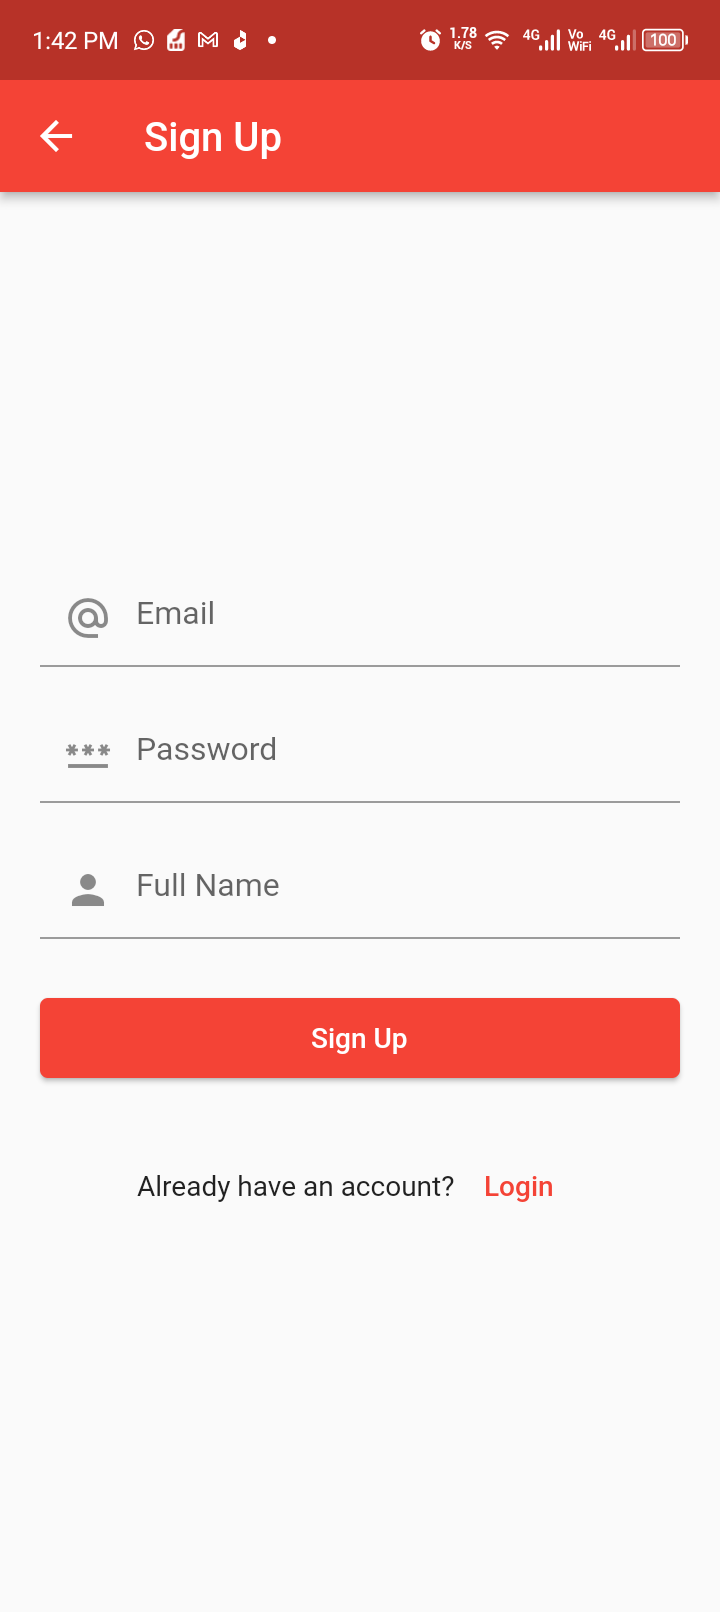 1:42 PM 1.78 K/S 4G Vo WiFi 4G 100
Sign Up
Email
Password
Full Name
Sign Up
Already have an account? Login